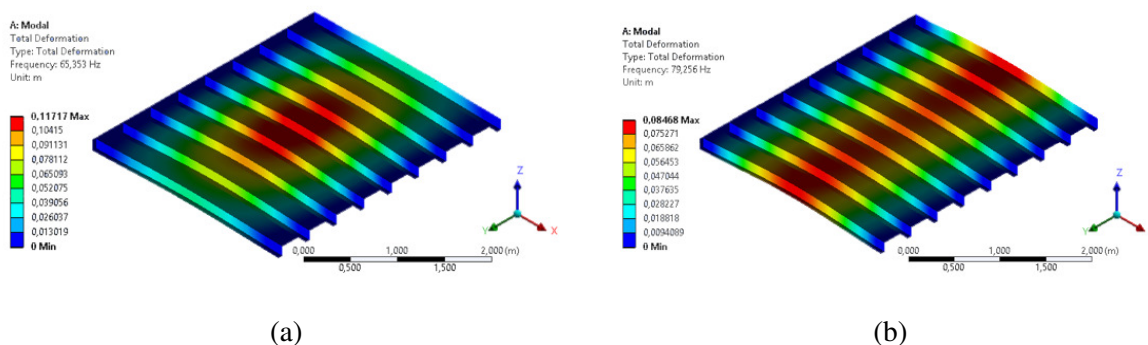 A: Modal
Total Deformation
Type: Total Deformation
Frequency: 65,353 Hz
Unit: m
0,11717 Max
0,10415
0,091131
0,078112
0,065093
0,052075
0,039056
0,026037
0,013019
0 Min
Z
Y
X
0,000 1,000 2,000 (m)
0,500 1,500
(a)
A: Modal
Total Deformation
Type: Total Deformation
Frequency: 79,256 Hz
Unit: m
0,08468 Max
0,075271
0,065862
0,056453
0,047044
0,037635
0,028227
0,018818
0,0094089
0 Min
Z
Y
0,000 1,000 2,000 (m)
0,500 1,500
(b)